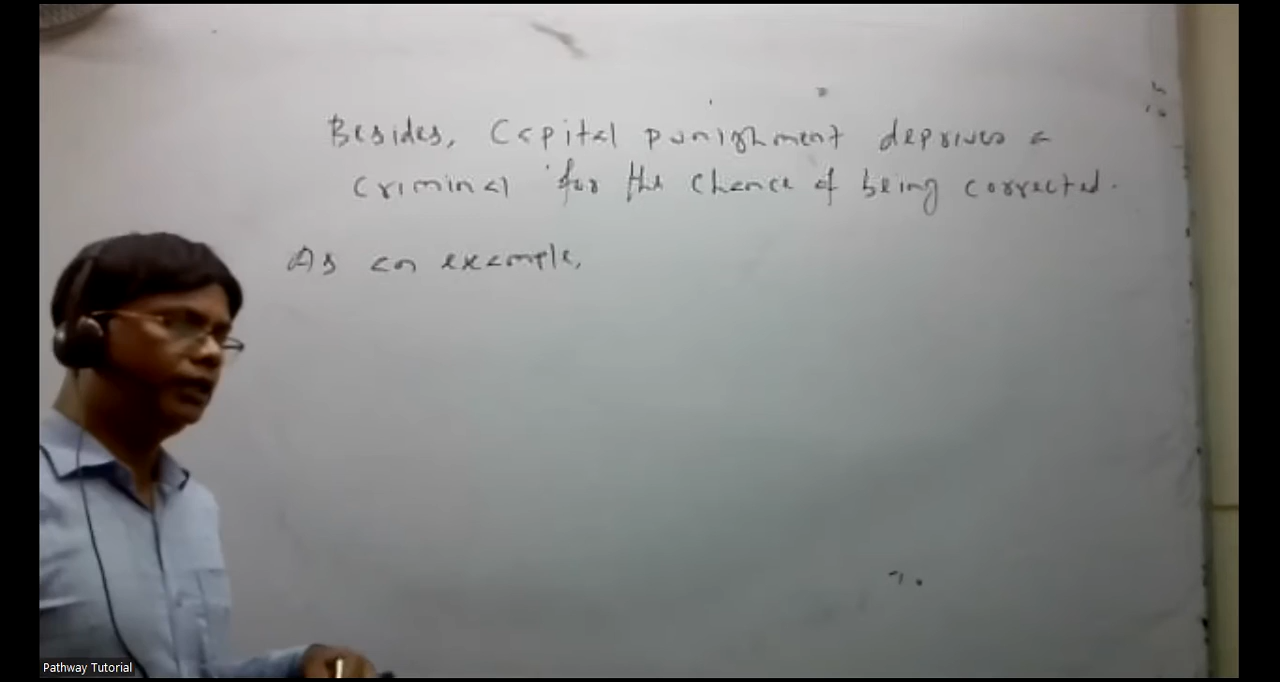 Besides, Capital punishment deprives a
criminal for the chance of being corrected.
As an example,
Pathway Tutorial